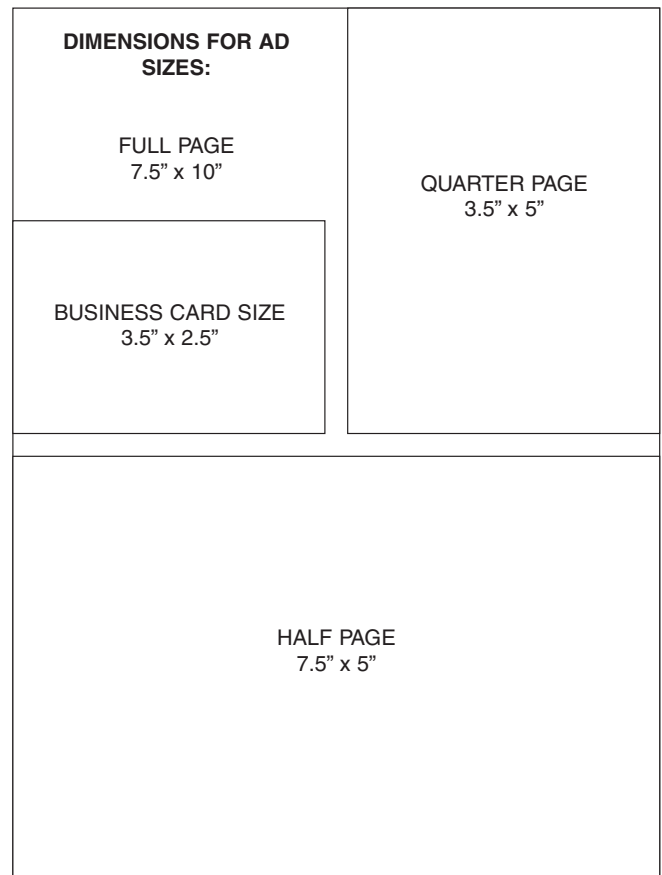 DIMENSIONS FOR AD
SIZES:
FULL PAGE
7.5” x 10”
QUARTER PAGE
3.5” x 5”
BUSINESS CARD SIZE
3.5” x 2.5”
HALF PAGE
7.5” x 5”